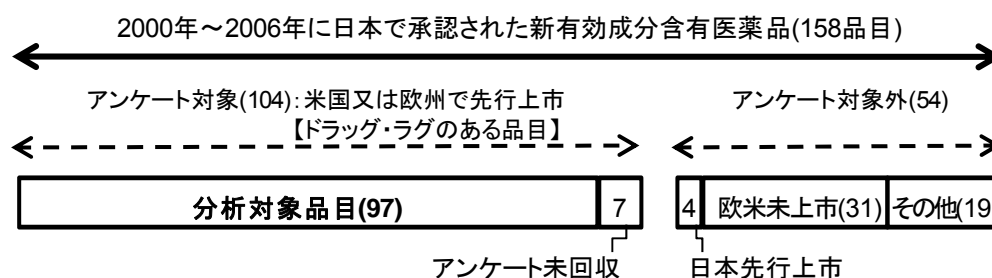 2000年～2006年に日本で承認された新有効成分含有医薬品(158品目)
アンケート対象(104)：米国又は欧州で先行上市
【ドラッグ・ラグのある品目】
アンケート対象外(54)
分析対象品目(97)
7
4
欧米未上市(31)
その他(19
アンケート未回収
日本先行上市